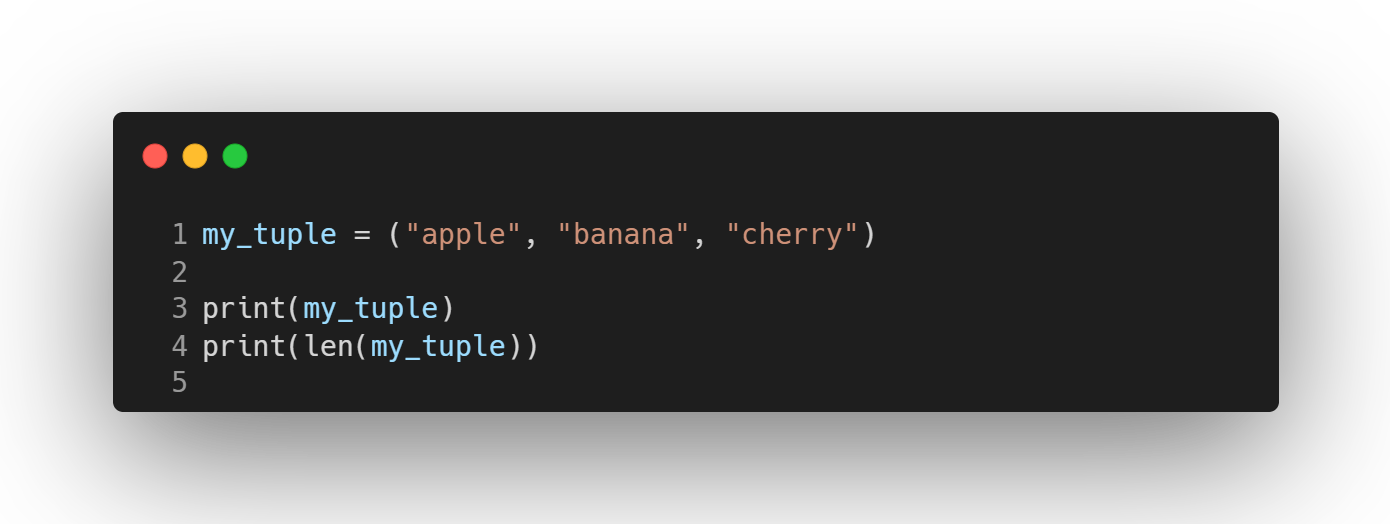 1 my_tuple = ("apple", "banana", "cherry")
2
3 print(my_tuple)
4 print(len(my_tuple))
5